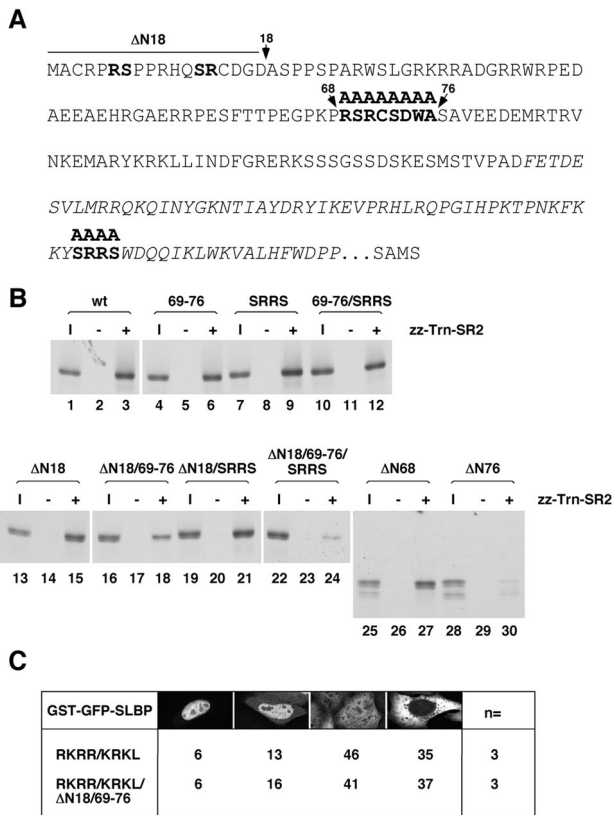 A
ΔN18 18
MACRPRSPPRHQSRCDGDASPPSPARWSLGRKRRADGRRWRPED
AAAAAAAA
68 76
AEEAEHRGAERRPESFTTPEGPKPRSRCSDWASAVEEDEMRTRV
NKEMARYKRKLLINDFGRERKSSSGSSDSKESMSTVPADFETDE
SVLMRRQKQINYGKNTIAYDRYIKEVPRHLRQPGIHPKTPNKFK
AAAA
KYSRRSWDQQIKLWKVALHFWDPP...SAMS
B
wt 69-76 SRRS 69-76/SRRS
I - + I - + I - + I - + zz-Trn-SR2
1 2 3 4 5 6 7 8 9 10 11 12
ΔN18 ΔN18/69-76 ΔN18/SRRS ΔN18/69-76/SRRS ΔN68 ΔN76
I - + I - + I - + I - + I - + I - + zz-Trn-SR2
13 14 15 16 17 18 19 20 21 22 23 24
25 26 27 28 29 30
C
GST-GFP-SLBP n=
RKRR/KRKL 6 13 46 35 3
RKRR/KRKL/ 6 16 41 37 3
ΔN18/69-76